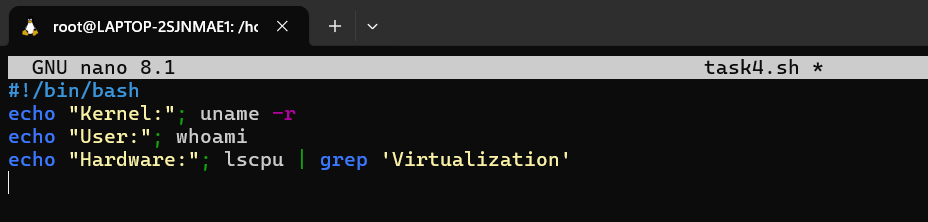 root@LAPTOP-2SJNMAE1: /ho
GNU nano 8.1 task4.sh *
#!/bin/bash
echo "Kernel:"; uname -r
echo "User:"; whoami
echo "Hardware:"; lscpu | grep 'Virtualization'